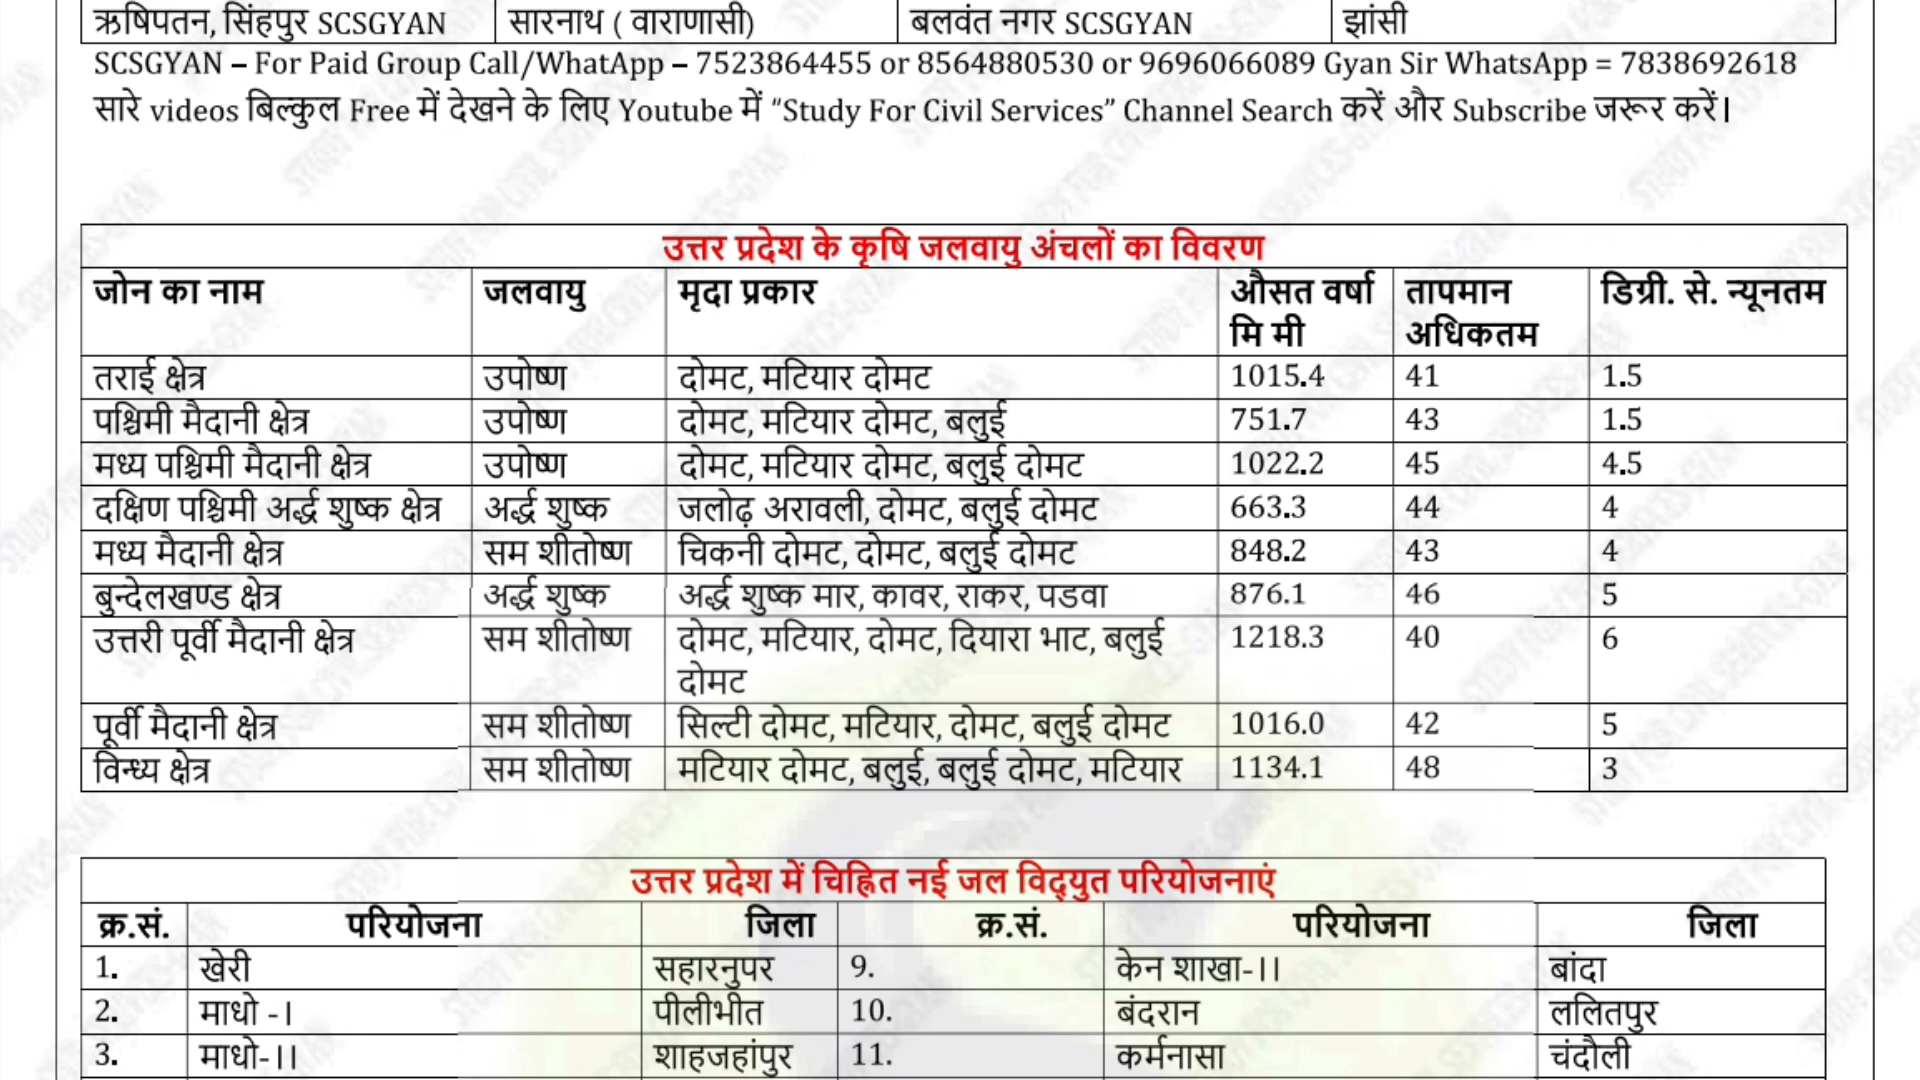 ऋषिपतन, सिंहपुर SCSGYAN सारनाथ ( वाराणासी) बलवंत नगर SCSGYAN झांसी
SCSGYAN – For Paid Group Call/WhatApp – 7523864455 or 8564880530 or 9696066089 Gyan Sir WhatsApp = 7838692618
सारे videos बिल्कुल Free में देखने के लिए Youtube में “Study For Civil Services” Channel Search करें और Subscribe जरूर करें।
उत्तर प्रदेश के कृषि जलवायु अंचलों का विवरण
जोन का नाम जलवायु मृदा प्रकार औसत वर्षा तापमान डिग्री. से. न्यूनतम
मि मी अधिकतम
तराई क्षेत्र उपोष्ण दोमट, मटियार दोमट 1015.4 41 1.5
पश्चिमी मैदानी क्षेत्र उपोष्ण दोमट, मटियार दोमट, बलुई 751.7 43 1.5
मध्य पश्चिमी मैदानी क्षेत्र उपोष्ण दोमट, मटियार दोमट, बलुई दोमट 1022.2 45 4.5
दक्षिण पश्चिमी अर्द्ध शुष्क क्षेत्र अर्द्ध शुष्क जलोढ़ अरावली, दोमट, बलुई दोमट 663.3 44 4
मध्य मैदानी क्षेत्र सम शीतोष्ण चिकनी दोमट, दोमट, बलुई दोमट 848.2 43 4
बुन्देलखण्ड क्षेत्र अर्द्ध शुष्क अर्द्ध शुष्क मार, कावर, राकर, पडवा 876.1 46 5
उत्तरी पूर्वी मैदानी क्षेत्र सम शीतोष्ण दोमट, मटियार, दोमट, दियारा भाट, बलुई 1218.3 40 6
दोमट
पूर्वी मैदानी क्षेत्र सम शीतोष्ण सिल्टी दोमट, मटियार, दोमट, बलुई दोमट 1016.0 42 5
विन्ध्य क्षेत्र सम शीतोष्ण मटियार दोमट, बलुई, बलुई दोमट, मटियार 1134.1 48 3
उत्तर प्रदेश में चिह्नित नई जल विद्युत परियोजनाएं
क्र.सं. परियोजना जिला क्र.सं. परियोजना जिला
1. खेरी सहारनुपर 9. केन शाखा-।। बांदा
2. माधो -। पीलीभीत 10. बंदरान ललितपुर
3. माधो-।। शाहजहांपुर 11. कर्मनासा चंदौली